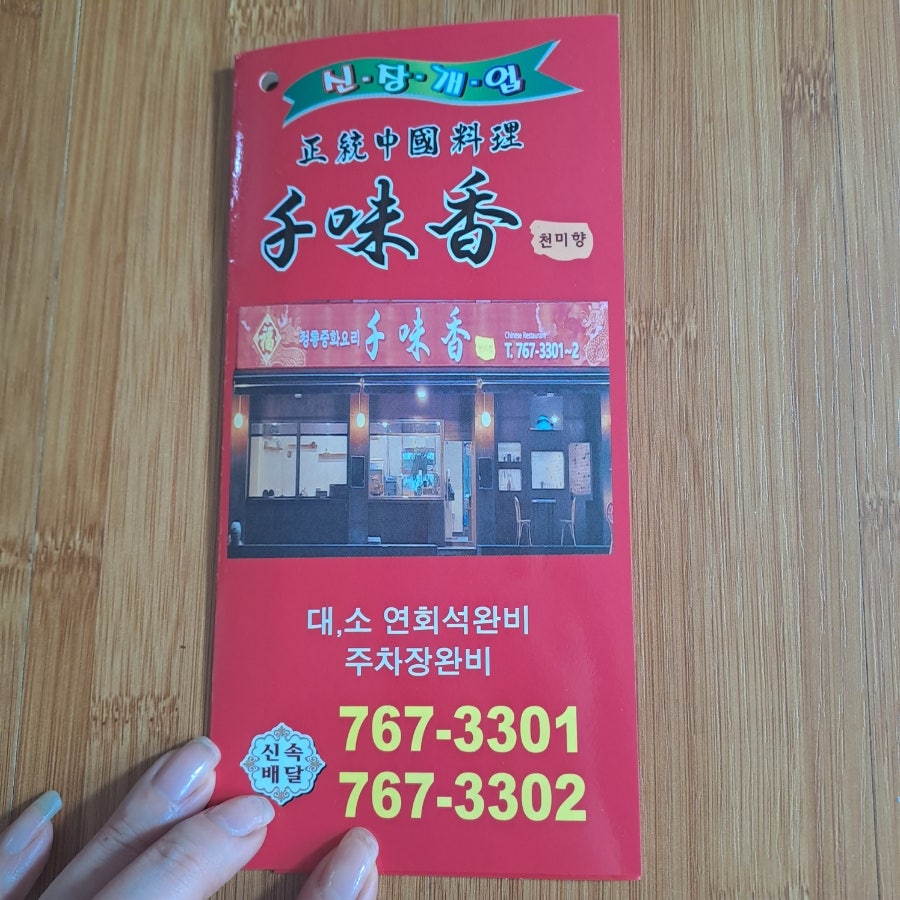 신·장·개·업
正統中國料理
千味香
천미향
福 정통중화요리 千味香 Chinese Restaurant
T. 767-3301~2
대,소 연회석완비
주차장완비
767-3301
신속
배달
767-3302